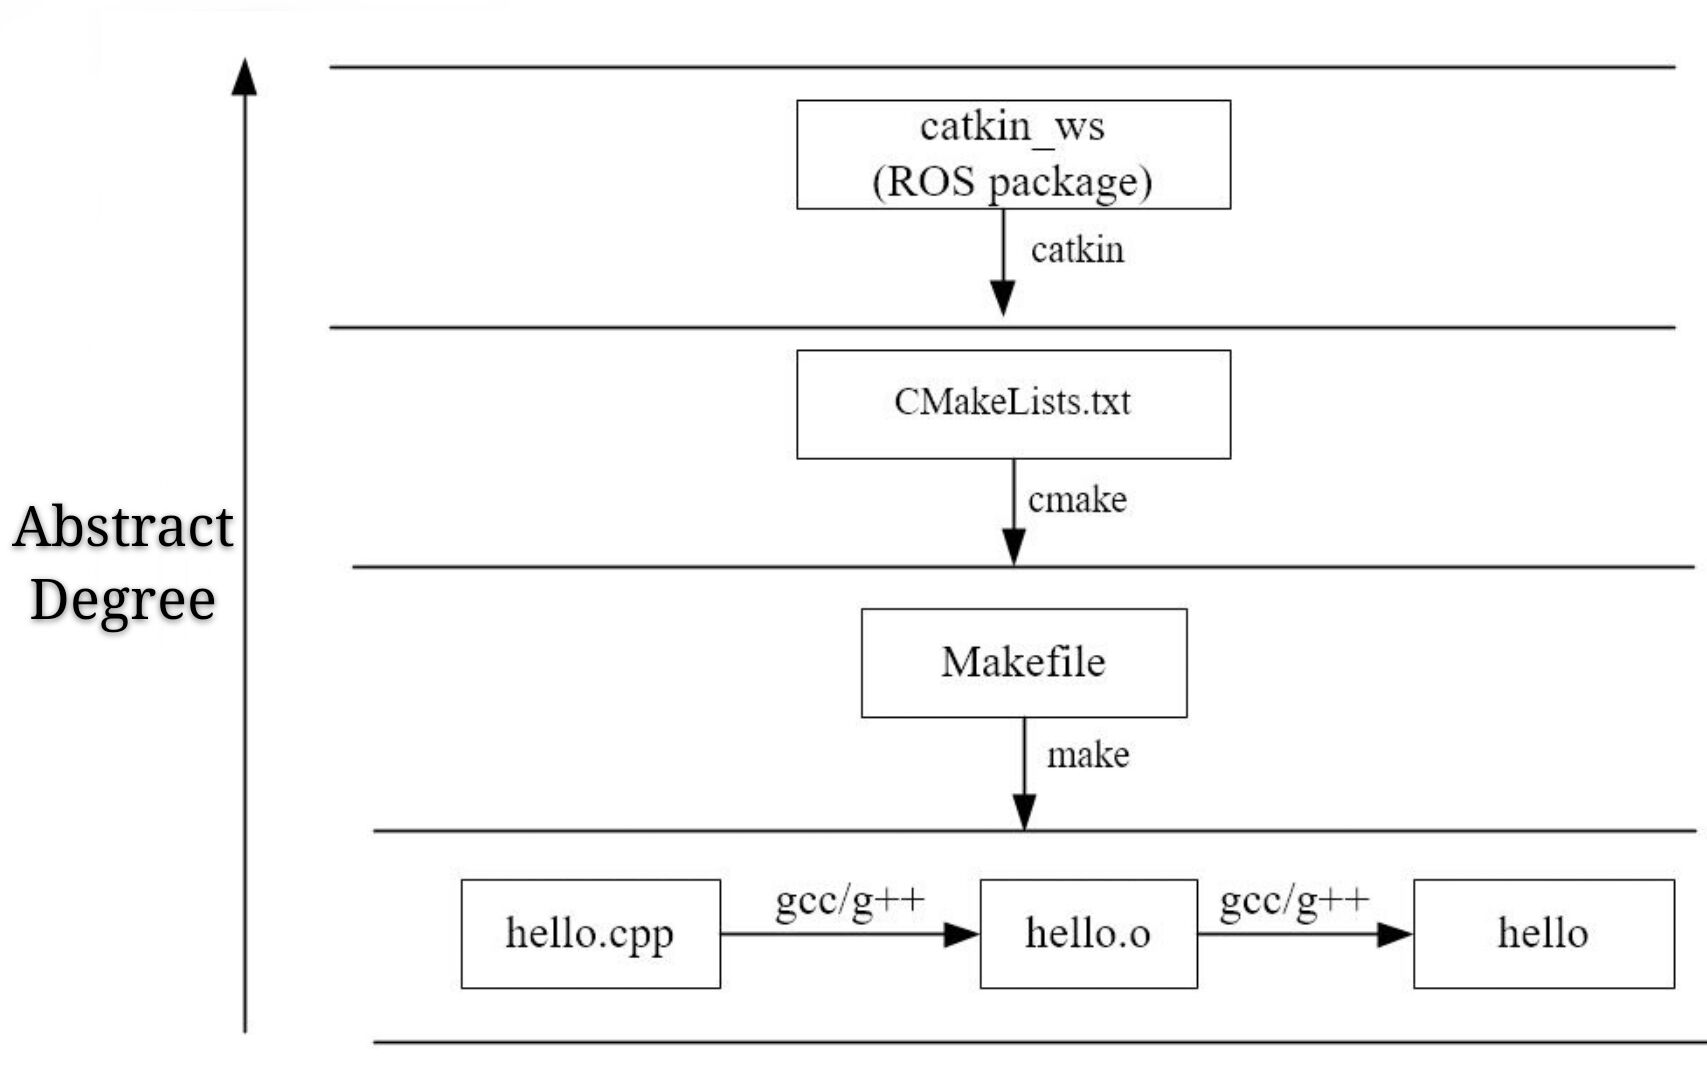 catkin_ws
(ROS package)
catkin
CMakeLists.txt
cmake
Abstract
Degree
Makefile
make
hello.cpp
gcc/g++
hello.o
gcc/g++
hello